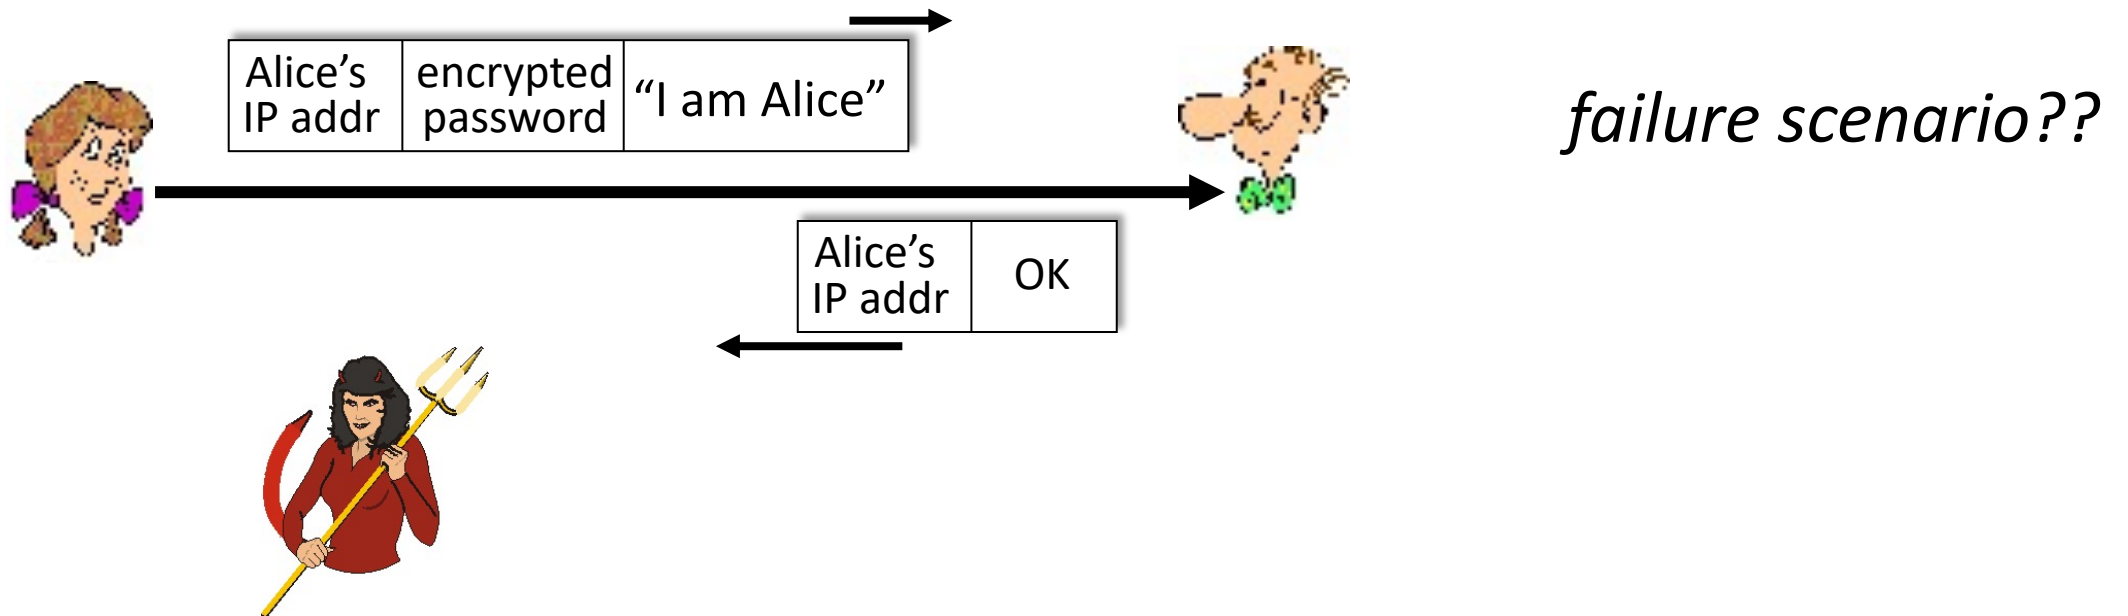 Alice’s
IP addr
encrypted
password
“I am Alice”
failure scenario??
Alice’s
IP addr
OK